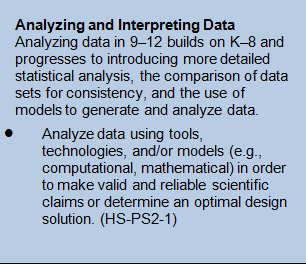 Analyzing and Interpreting Data
Analyzing data in 9–12 builds on K–8 and
progresses to introducing more detailed
statistical analysis, the comparison of data
sets for consistency, and the use of
models to generate and analyze data.
● Analyze data using tools,
technologies, and/or models (e.g.,
computational, mathematical) in order
to make valid and reliable scientific
claims or determine an optimal design
solution. (HS-PS2-1)